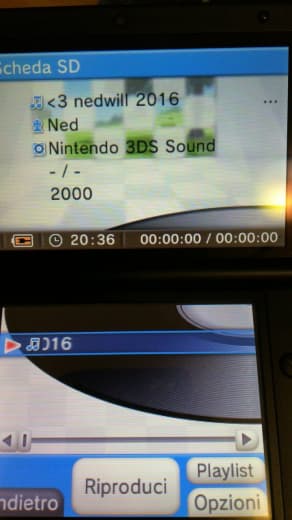 Scheda SD
<3 nedwill 2016
...
Ned
Nintendo 3DS Sound
- / -
2000
20:36
00:00:00 / 00:00:00
016
Playlist
Riproduci
ndietro
Opzioni